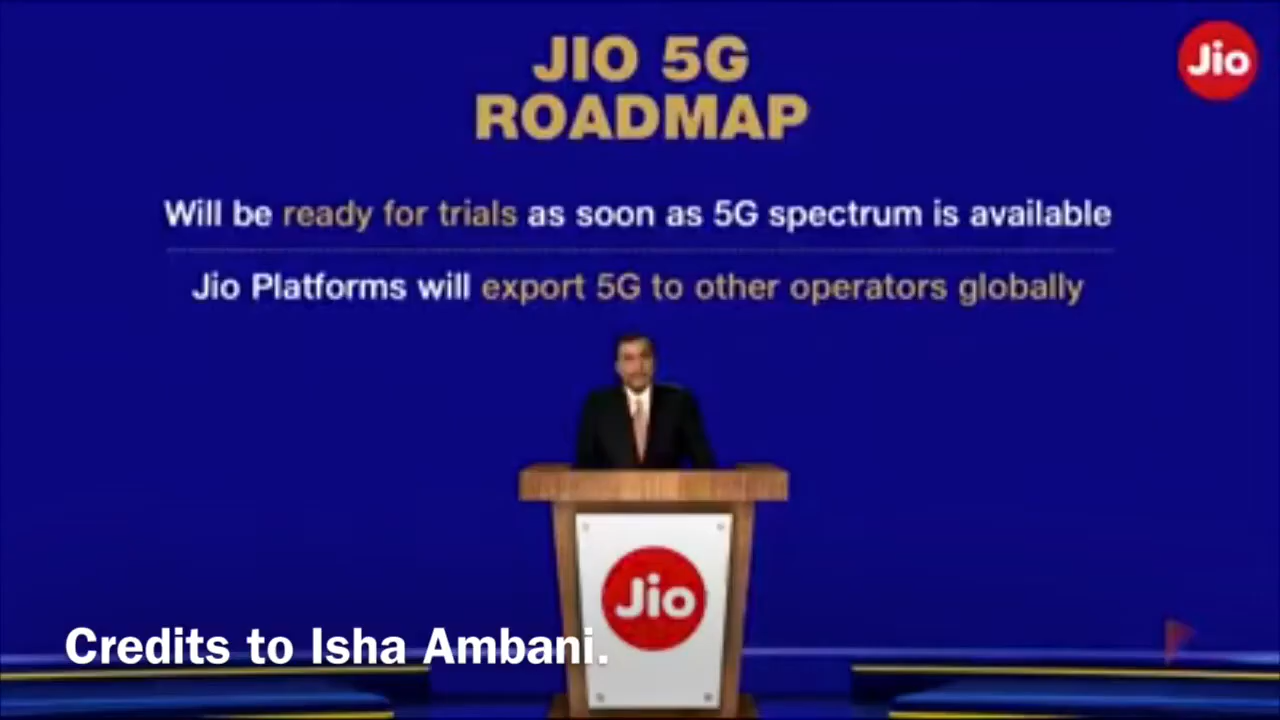 JIO 5G
ROADMAP
Jio
Will be ready for trials as soon as 5G spectrum is available
Jio Platforms will export 5G to other operators globally
Jio
Credits to Isha Ambani.